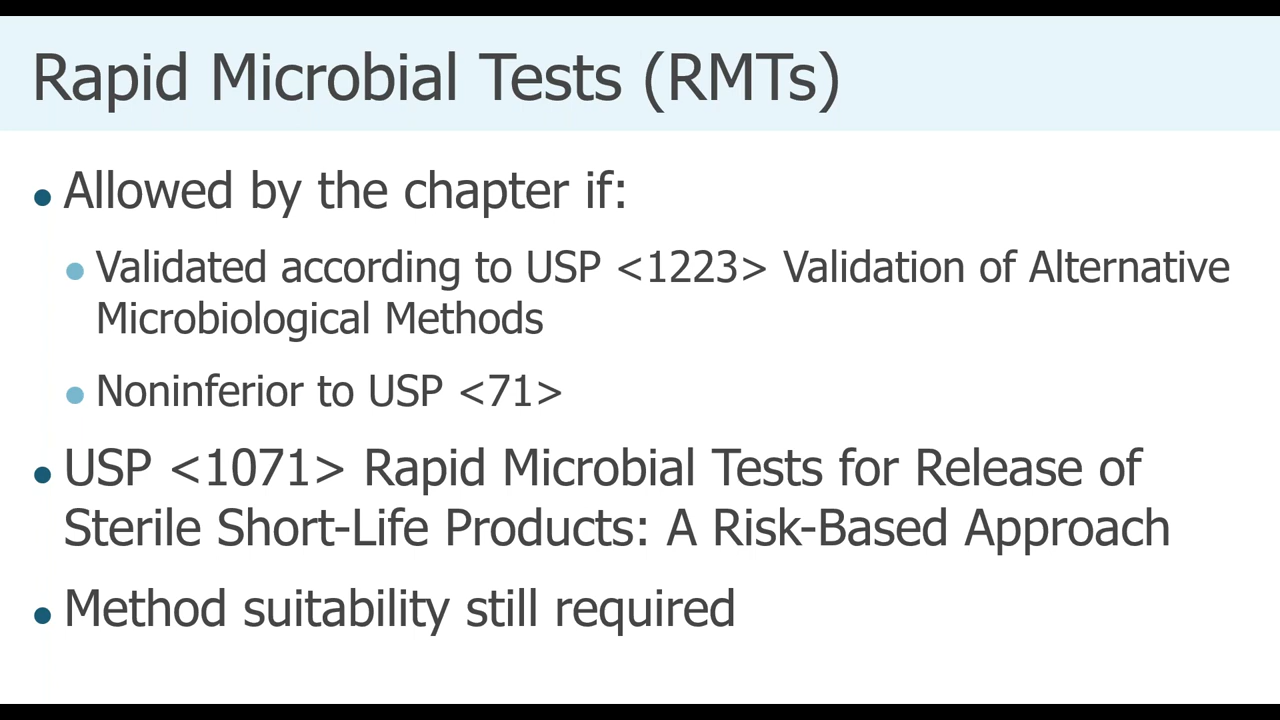 Rapid Microbial Tests (RMTs)
• Allowed by the chapter if:
• Validated according to USP <1223> Validation of Alternative
Microbiological Methods
• Noninferior to USP <71>
• USP <1071> Rapid Microbial Tests for Release of
Sterile Short-Life Products: A Risk-Based Approach
• Method suitability still required